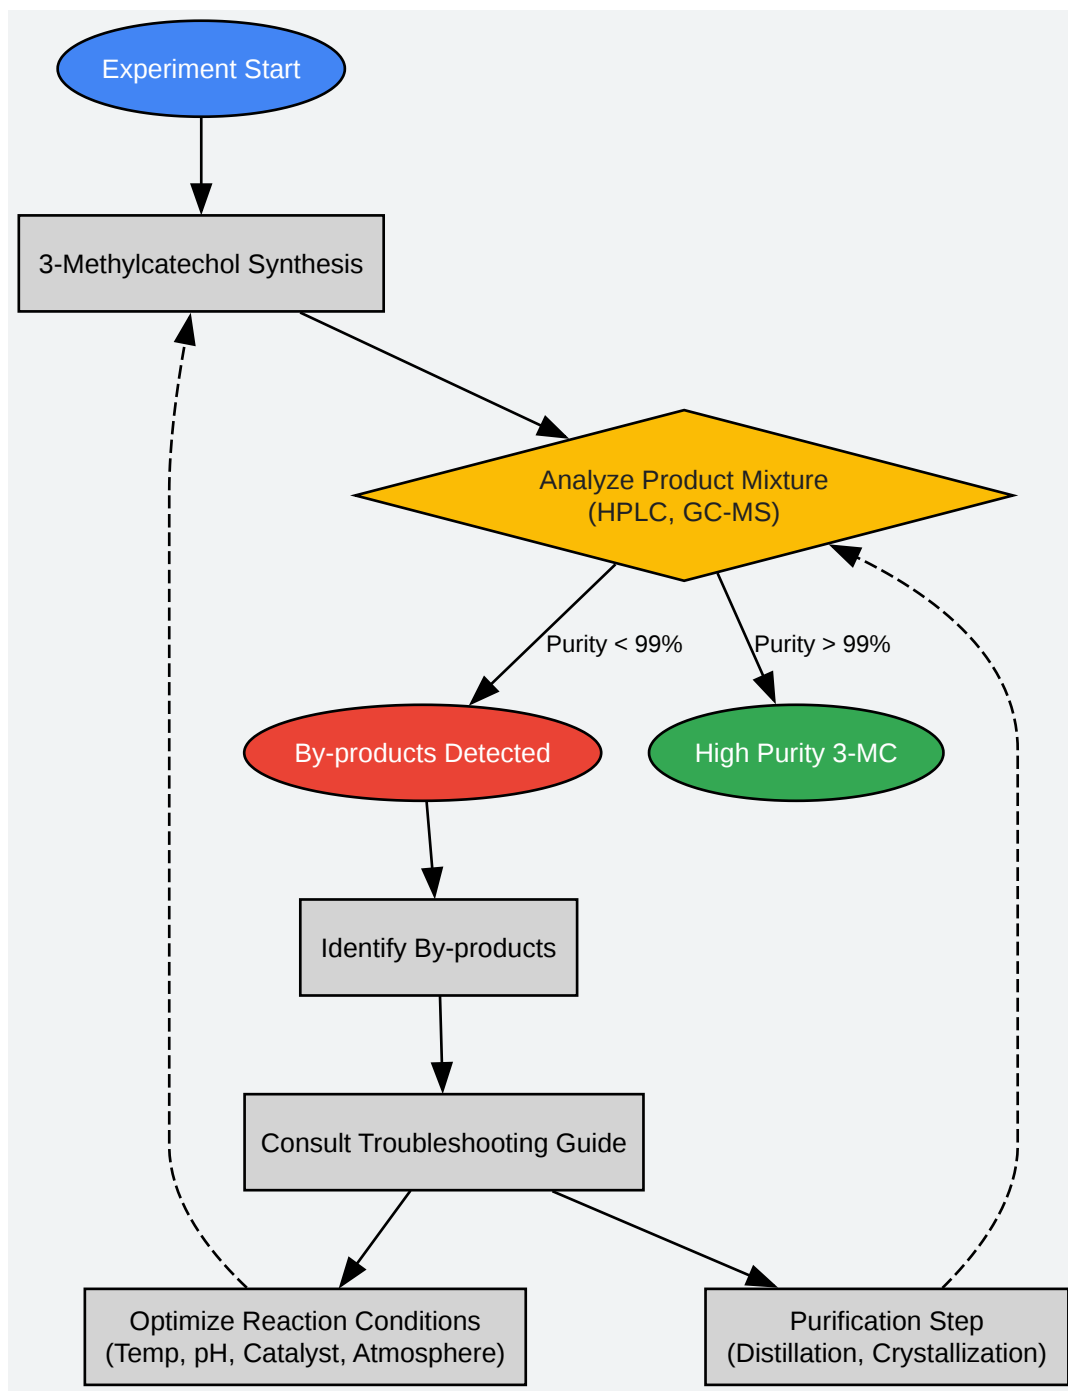 Experiment Start
3-Methylcatechol Synthesis
Analyze Product Mixture
(HPLC, GC-MS)
Purity < 99%
Purity > 99%
By-products Detected
High Purity 3-MC
Identify By-products
Consult Troubleshooting Guide
Optimize Reaction Conditions
(Temp, pH, Catalyst, Atmosphere)
Purification Step
(Distillation, Crystallization)